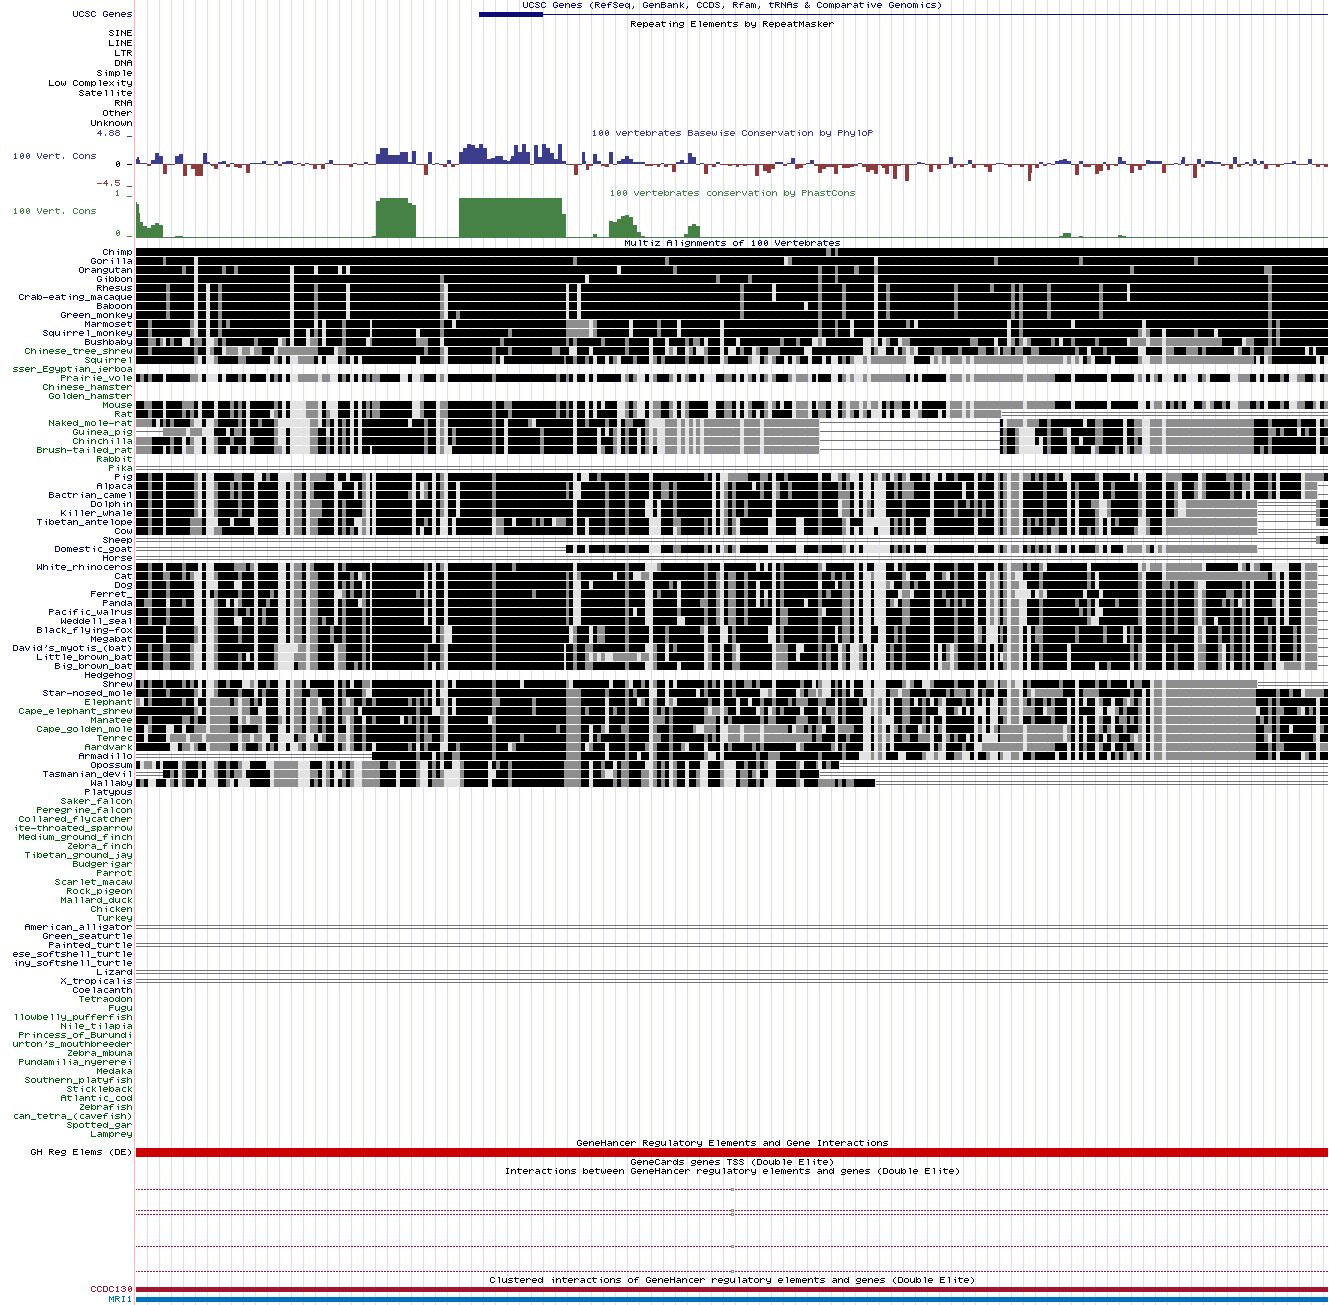 UCSC Genes (RefSeq, GenBank, CCDS, Rfam, tRNAs & Comparative Genomics)
UCSC Genes
Repeating Elements by RepeatMasker
SINE
LINE
LTR
DNA
Simple
Low Complexity
Satellite
RNA
Other
Unknown
100 vertebrates Basewise Conservation by PhyloP
4.88 _
100 Vert. Cons
0 _
-4.5 _
100 vertebrates conservation by PhastCons
1 _
100 Vert. Cons
0 _
Multiz Alignments of 100 Vertebrates
Chimp
Gorilla
Orangutan
Gibbon
Rhesus
Crab-eating_macaque
Baboon
Green_monkey
Marmoset
Squirrel_monkey
Bushbaby
Chinese_tree_shrew
Squirrel
sser_Egyptian_jerboa
Prairie_vole
Chinese_hamster
Golden_hamster
Mouse
Rat
Naked_mole-rat
Guinea_pig
Chinchilla
Brush-tailed_rat
Rabbit
Pika
Pig
Alpaca
Bactrian_camel
Dolphin
Killer_whale
Tibetan_antelope
Cow
Sheep
Domestic_goat
Horse
White_rhinoceros
Cat
Dog
Ferret_
Panda
Pacific_walrus
Weddell_seal
Black_flying-fox
Megabat
David's_myotis_(bat)
Little_brown_bat
Big_brown_bat
Hedgehog
Shrew
Star-nosed_mole
Elephant
Cape_elephant_shrew
Manatee
Cape_golden_mole
Tenrec
Aardvark
Armadillo
Opossum
Tasmanian_devil
Wallaby
Platypus
Saker_falcon
Peregrine_falcon
Collared_flycatcher
ite-throated_sparrow
Medium_ground_finch
Zebra_finch
Tibetan_ground_jay
Budgerigar
Parrot
Scarlet_macaw
Rock_pigeon
Mallard_duck
Chicken
Turkey
American_alligator
Green_seaturtle
Painted_turtle
ese_softshell_turtle
iny_softshell_turtle
Lizard
X_tropicalis
Coelacanth
Tetraodon
Fugu
llowbelly_pufferfish
Nile_tilapia
Princess_of_Burundi
urton's_mouthbreeder
Zebra_mbuna
Pundamilia_nyererei
Medaka
Southern_platyfish
Stickleback
Atlantic_cod
Zebrafish
can_tetra_(cavefish)
Spotted_gar
Lamprey
GeneHancer Regulatory Elements and Gene Interactions
GH Reg Elems (DE)
GeneCards genes TSS (Double Elite)
Interactions between GeneHancer regulatory elements and genes (Double Elite)
Clustered interactions of GeneHancer regulatory elements and genes (Double Elite)
CCDC130
MRI1